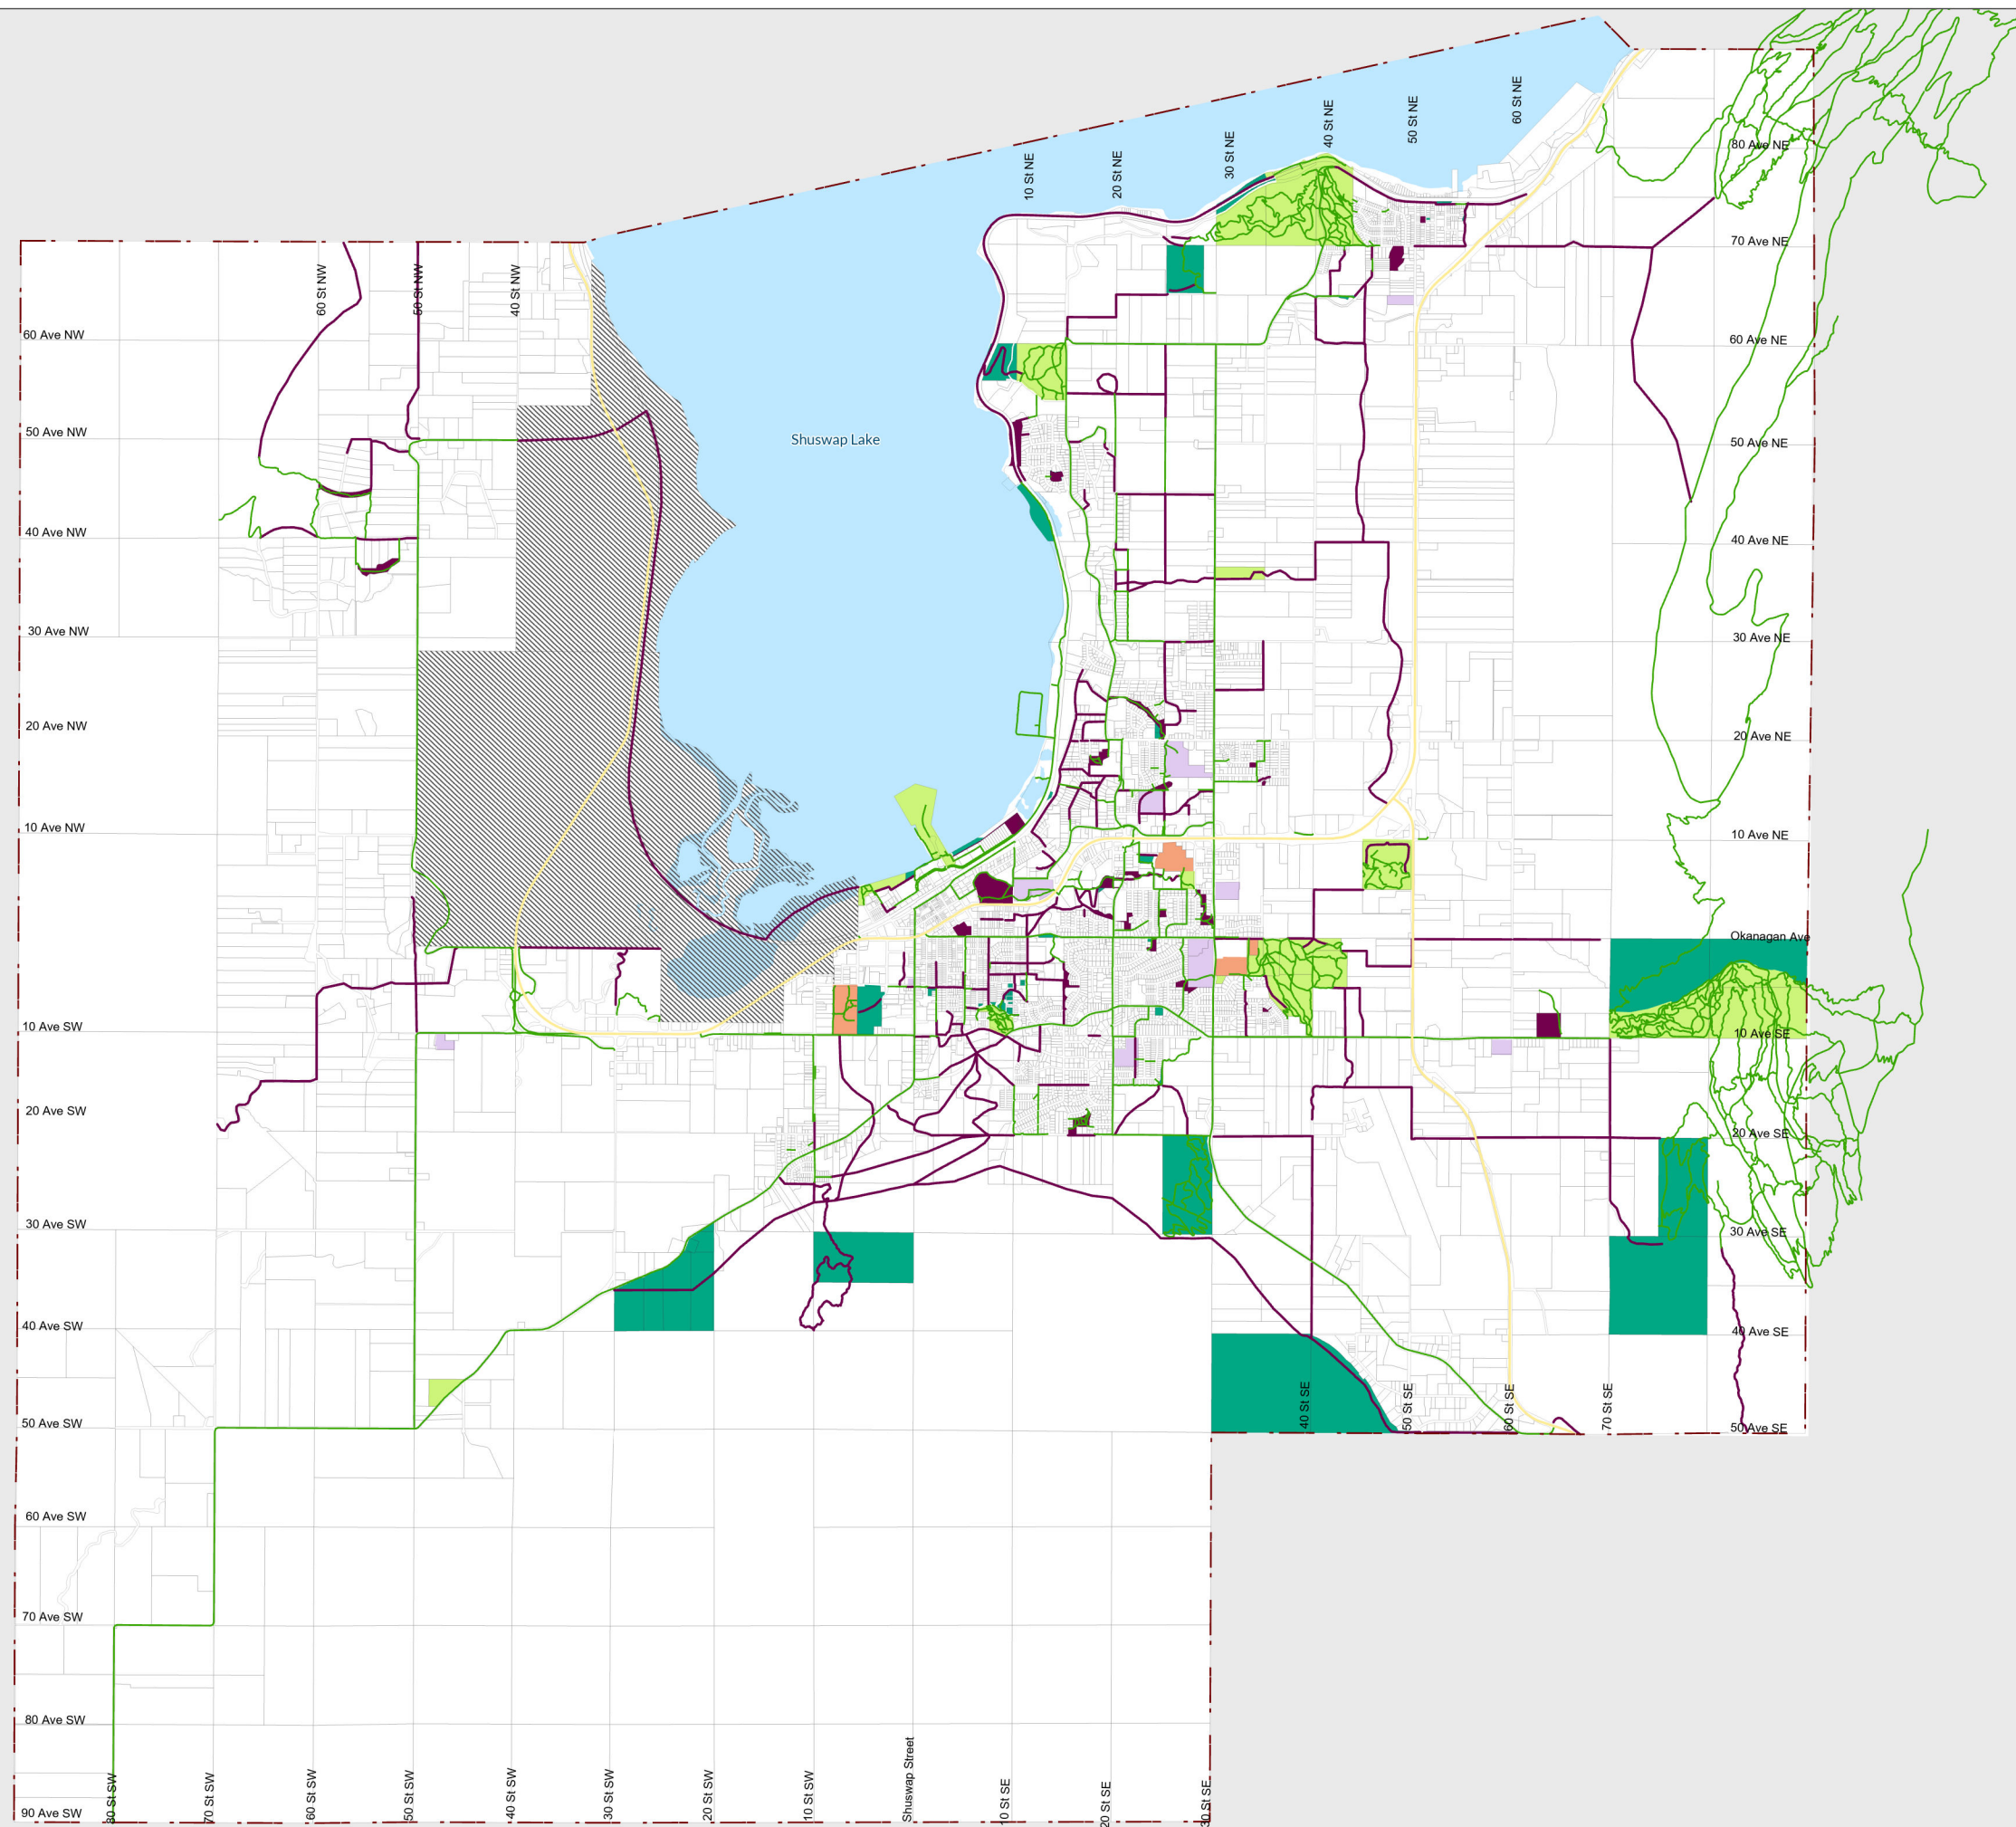 60 St NE
50 St NE
40 St NE
30 St NE
20 St NE
10 St NE
80 Ave NE
70 Ave NE
60 St NW
50 St NW
40 St NW
60 Ave NW
60 Ave NE
50 Ave NW
Shuswap Lake
50 Ave NE
40 Ave NW
40 Ave NE
30 Ave NW
30 Ave NE
20 Ave NW
20 Ave NE
10 Ave NW
10 Ave NE
Okanagan Ave
10 Ave SW
10 Ave SE
20 Ave SW
20 Ave SE
30 Ave SW
30 Ave SE
40 Ave SW
40 Ave SE
40 St SE
50 St SE
60 St SE
70 St SE
50 Ave SW
50 Ave SE
60 Ave SW
70 Ave SW
80 Ave SW
90 Ave SW
80 St SW
70 St SW
60 St SW
50 St SW
40 St SW
30 St SW
20 St SW
10 St SW
Shuswap Street
10 St SE
20 St SE
30 St SE